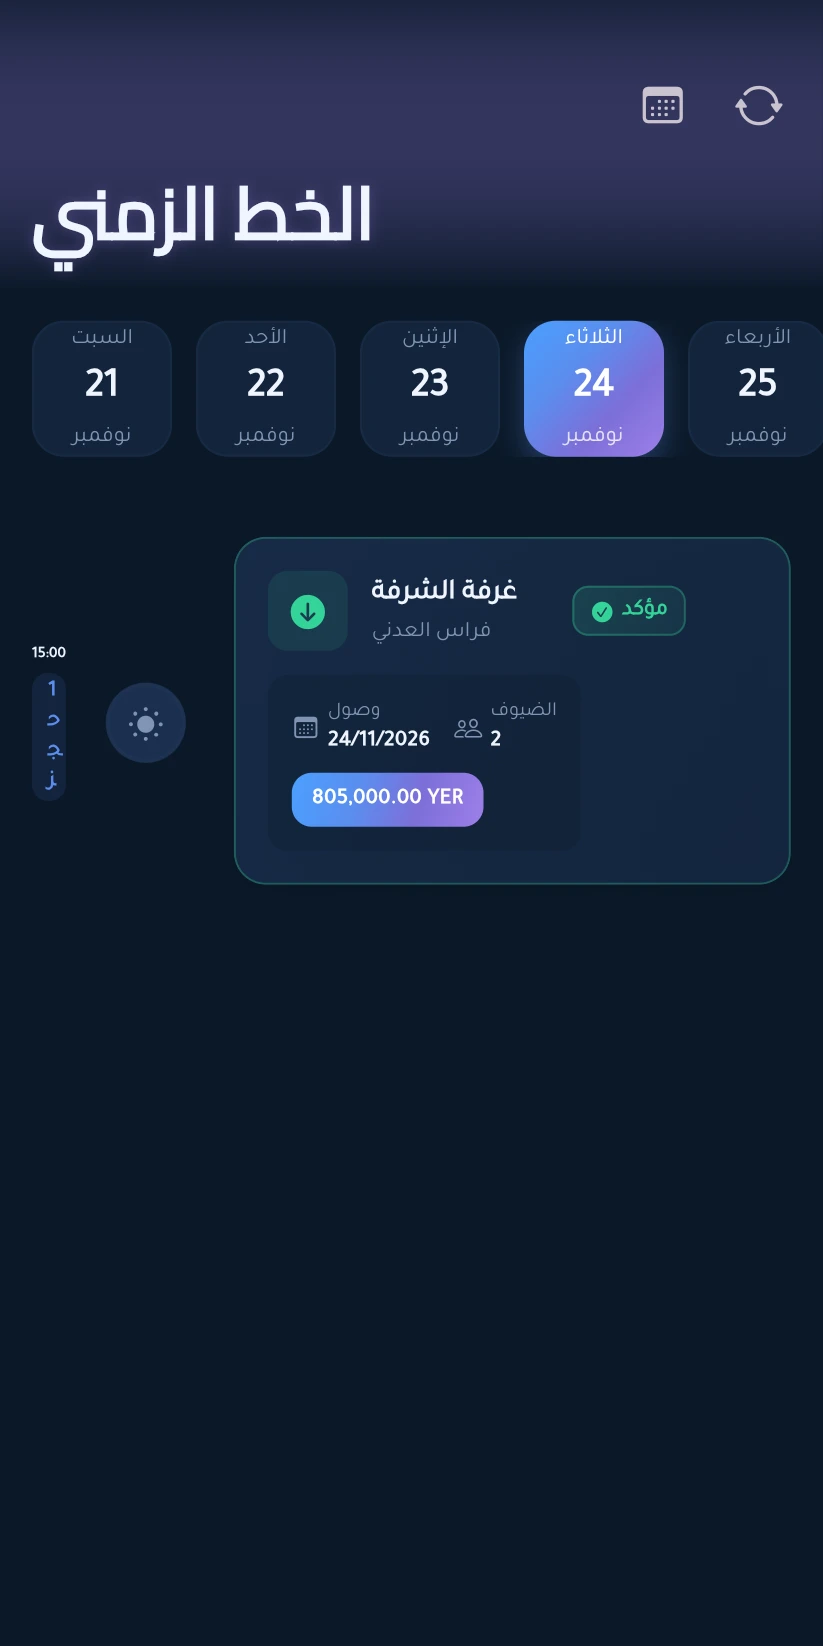 الخط الزمني
السبت
21
نوفمبر
الأحد
22
نوفمبر
الإثنين
23
نوفمبر
الثلاثاء
24
نوفمبر
الأربعاء
25
نوفمبر
15:00
1
ح
ج
ز
غرفة الشرفة
فراس العدني
مؤكد
وصول
24/11/2026
الضيوف
2
805,000.00 YER